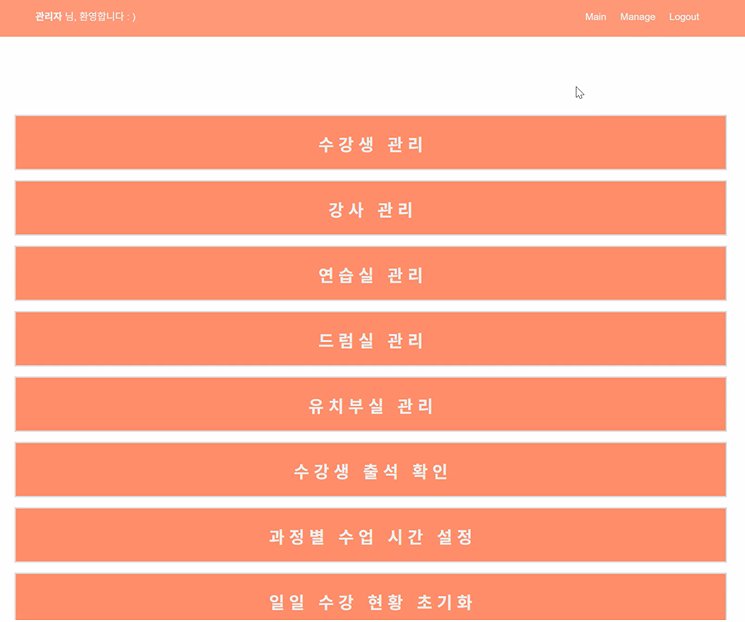 관리자 님, 환영합니다 : )
Main Manage Logout
수강생 관리
강사 관리
연습실 관리
드럼실 관리
유치부실 관리
수강생 출석 확인
과정별 수업 시간 설정
일일 수강 현황 초기화